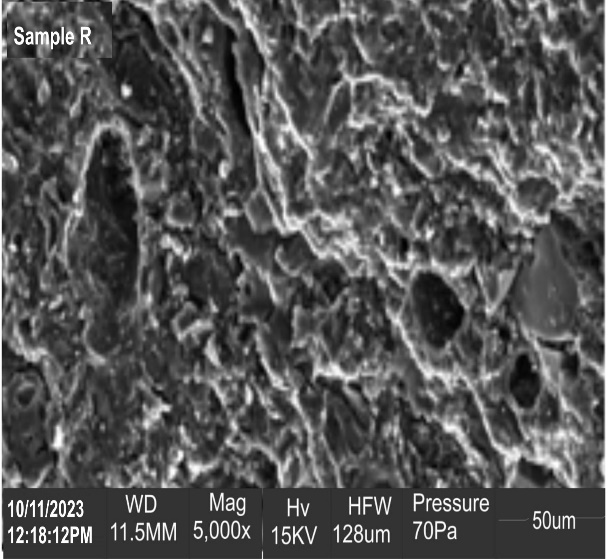 Sample R
10/11/2023 WD Mag Hv HFW Pressure 50um
12:18:12PM 11.5MM 5,000x 15KV 128um 70Pa